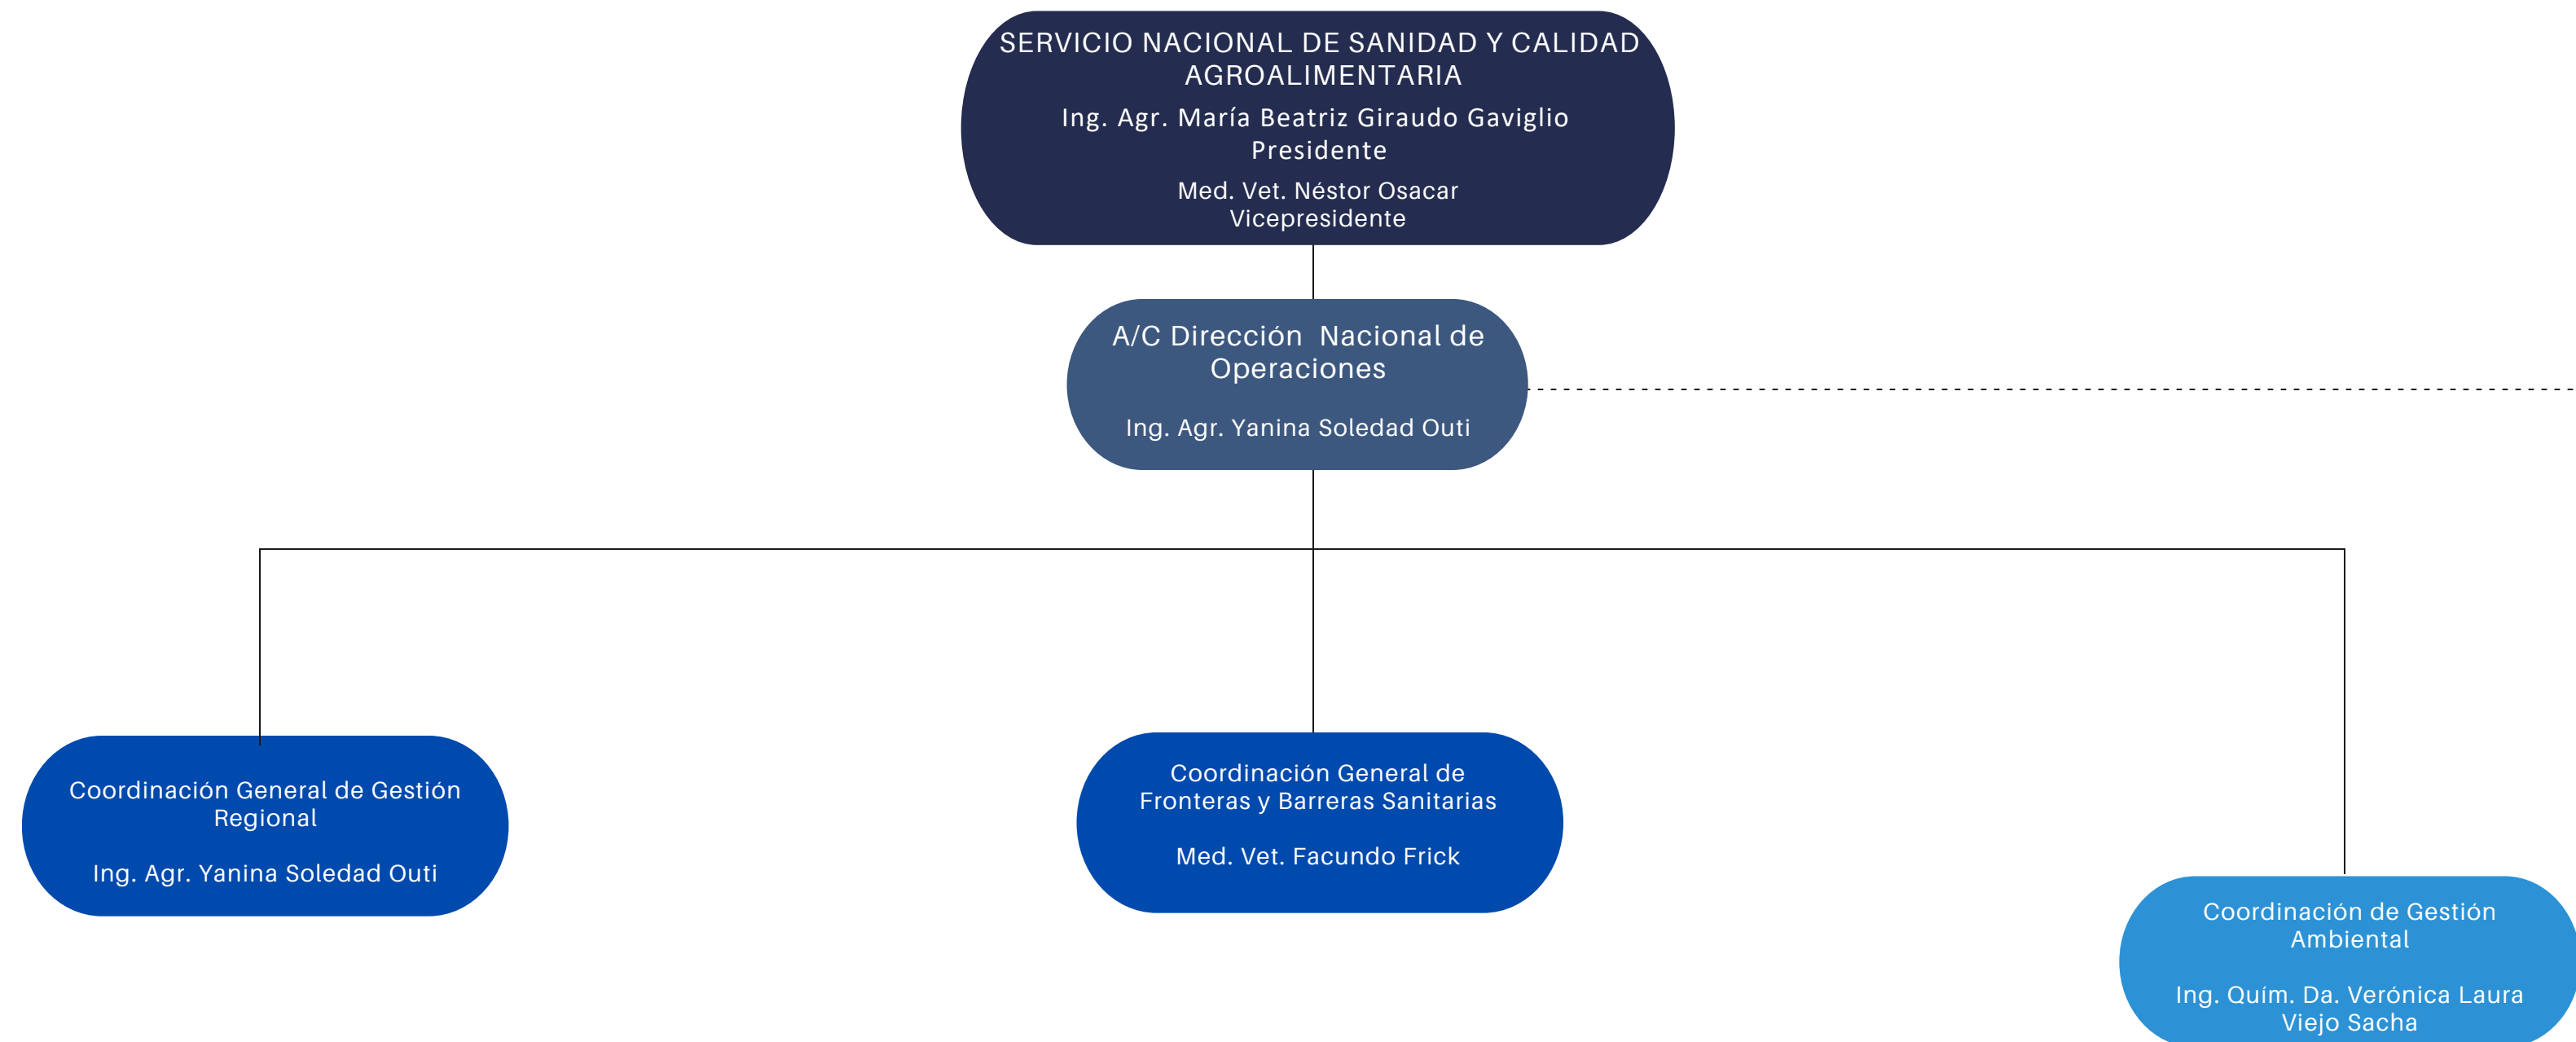 SERVICIO NACIONAL DE SANIDAD Y CALIDAD
AGROALIMENTARIA
Ing. Agr. María Beatriz Giraudo Gaviglio
Presidente
Med. Vet. Néstor Osacar
Vicepresidente
A/C Dirección Nacional de
Operaciones
Ing. Agr. Yanina Soledad Outi
Coordinación General de Gestión
Regional
Ing. Agr. Yanina Soledad Outi
Coordinación General de
Fronteras y Barreras Sanitarias
Med. Vet. Facundo Frick
Coordinación de Gestión
Ambiental
Ing. Quím. Da. Verónica Laura
Viejo Sacha